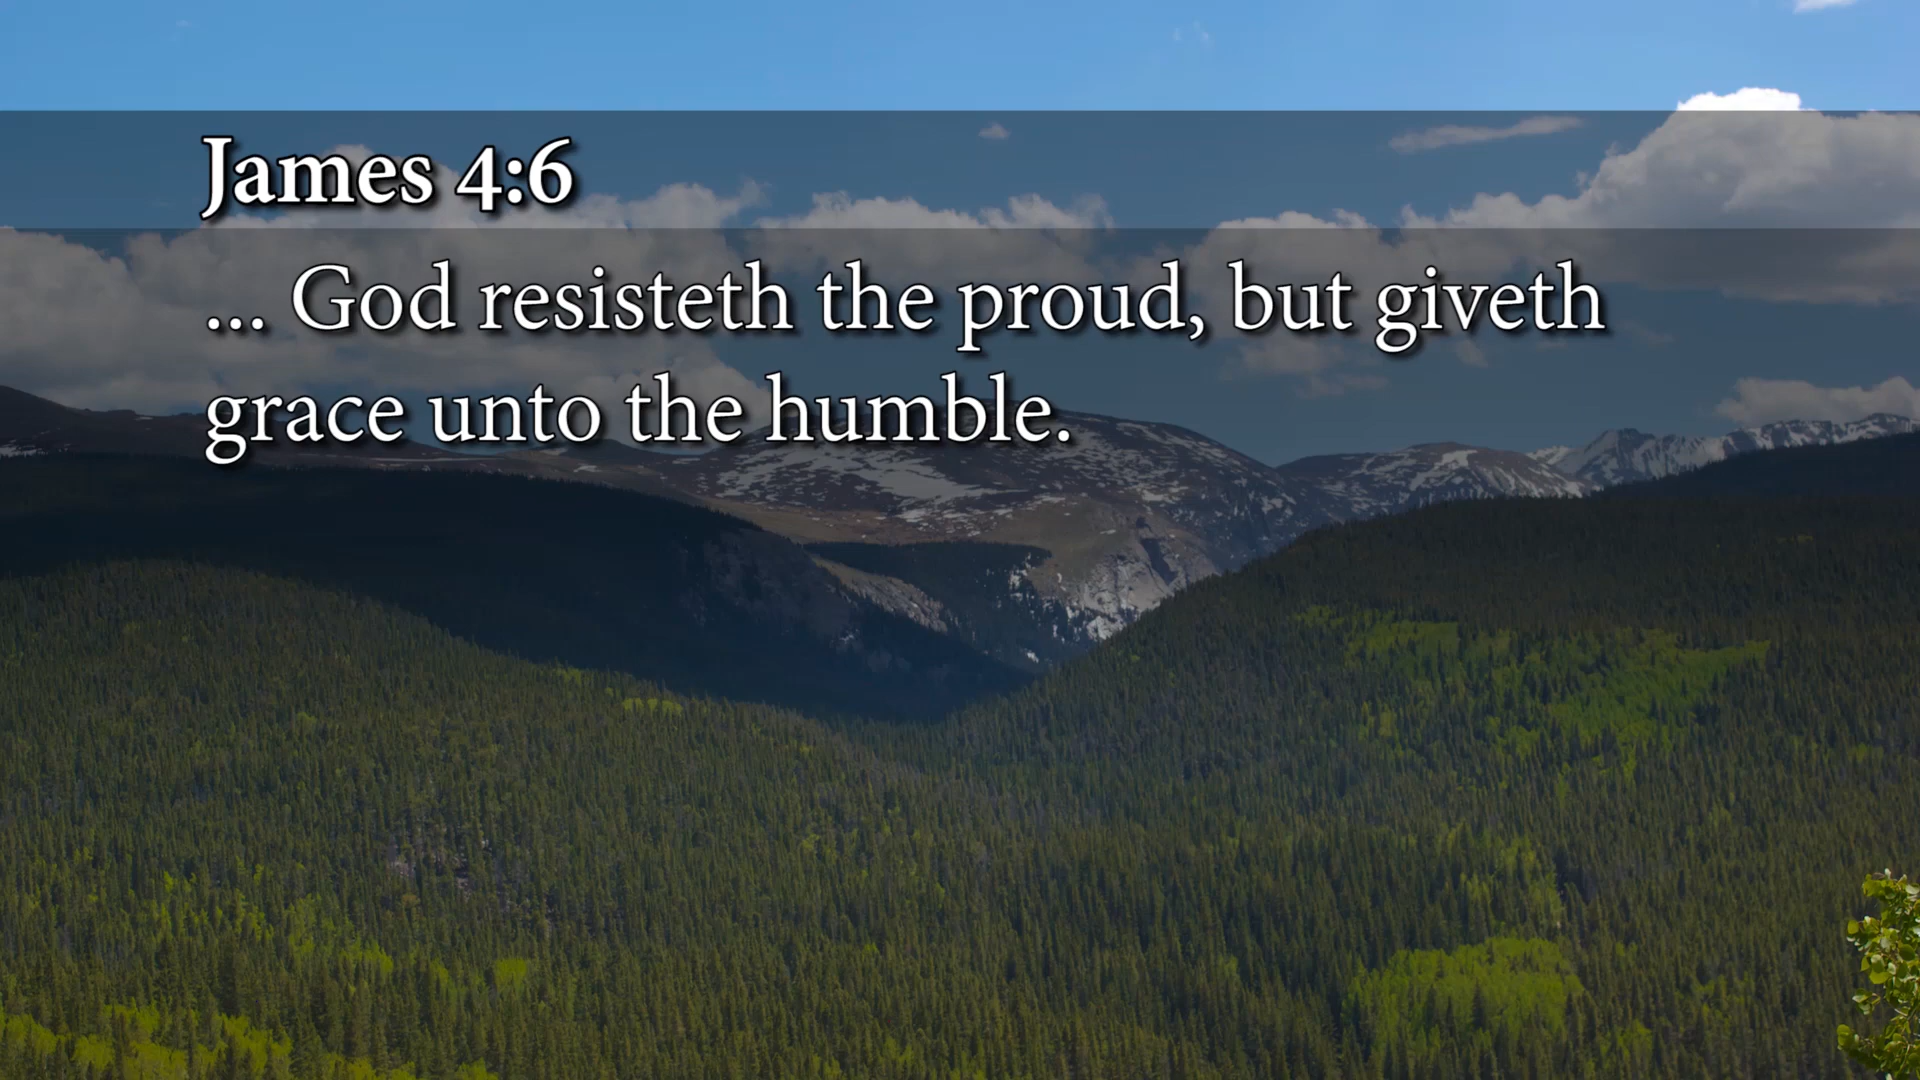 James 4:6
... God resisteth the proud, but giveth
grace unto the humble.